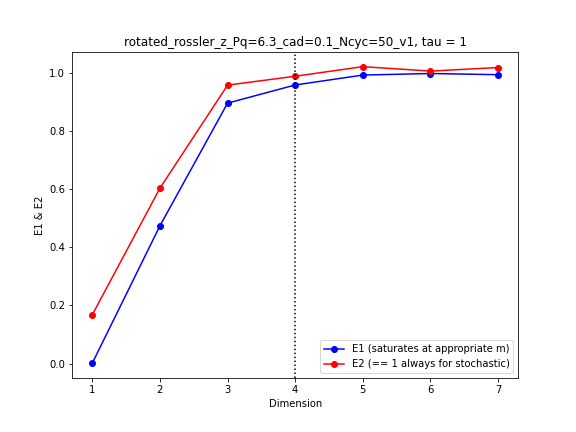 rotated_rossler_z_Pq=6.3_cad=0.1_Ncyc=50_v1, tau = 1
1.0
0.8
0.6
0.4
0.2
0.0
E1 & E2
E1 (saturates at appropriate m)
E2 (== 1 always for stochastic)
1 2 3 4 5 6 7
Dimension